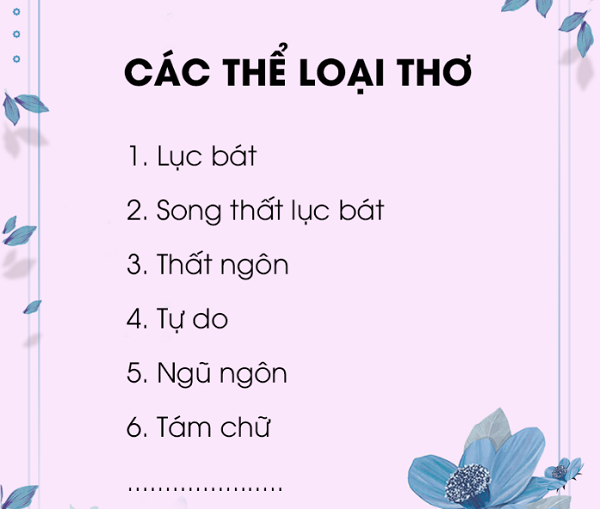 CÁC THỂ LOẠI THƠ
1. Lục bát
2. Song thất lục bát
3. Thất ngôn
4. Tự do
5. Ngũ ngôn
6. Tám chữ
.....................